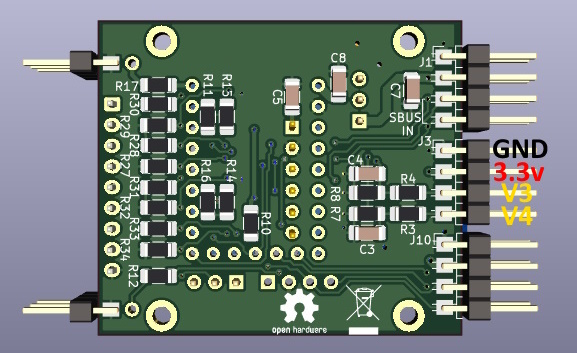 R17
R30
R29
R28
R27
R31
R32
R33
R34
R12
R11
R15
R16
R14
R10
C5
C8
C7
J1
SBUS
IN
J3
GND
3.3v
V3
V4
C4
R4
R8
R7
R3
C3
J10
open hardware